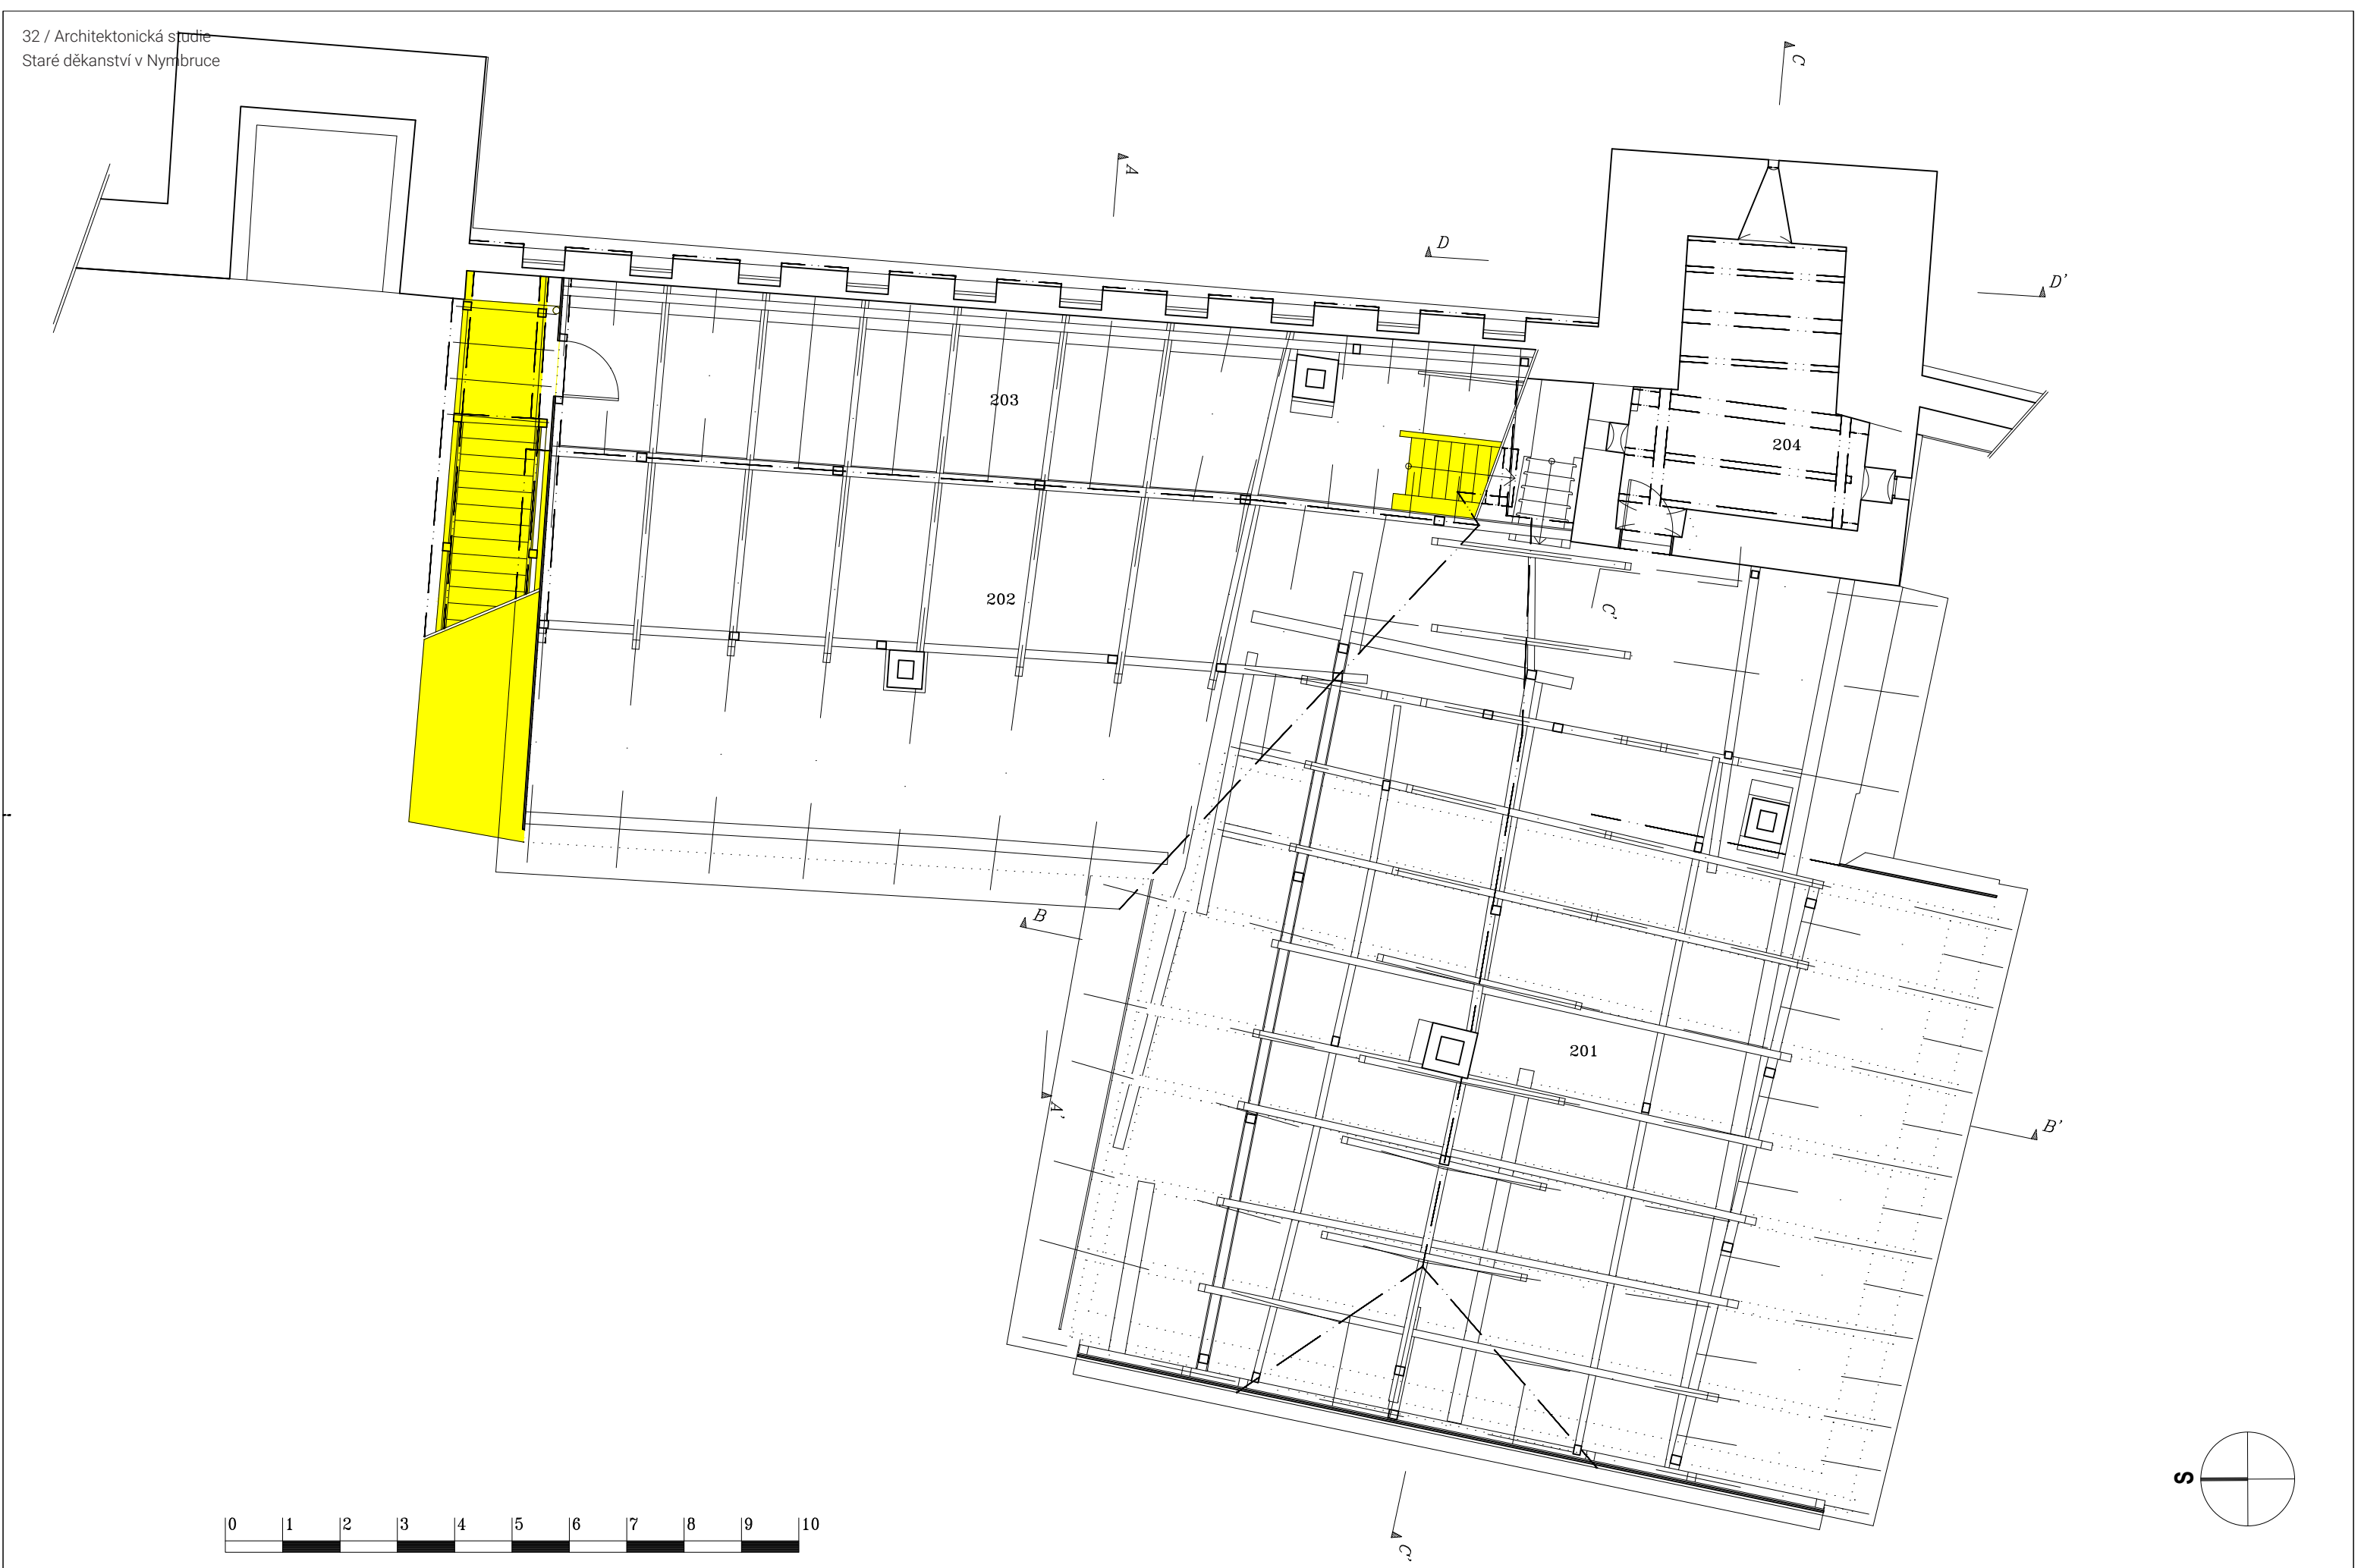 32 / Architektonická studie
Staré děkanství v Nymbruce
C
A
D
D'
203
204
202
C'
B
201
A'
B'
S
0 1 2 3 4 5 6 7 8 9 10
C'